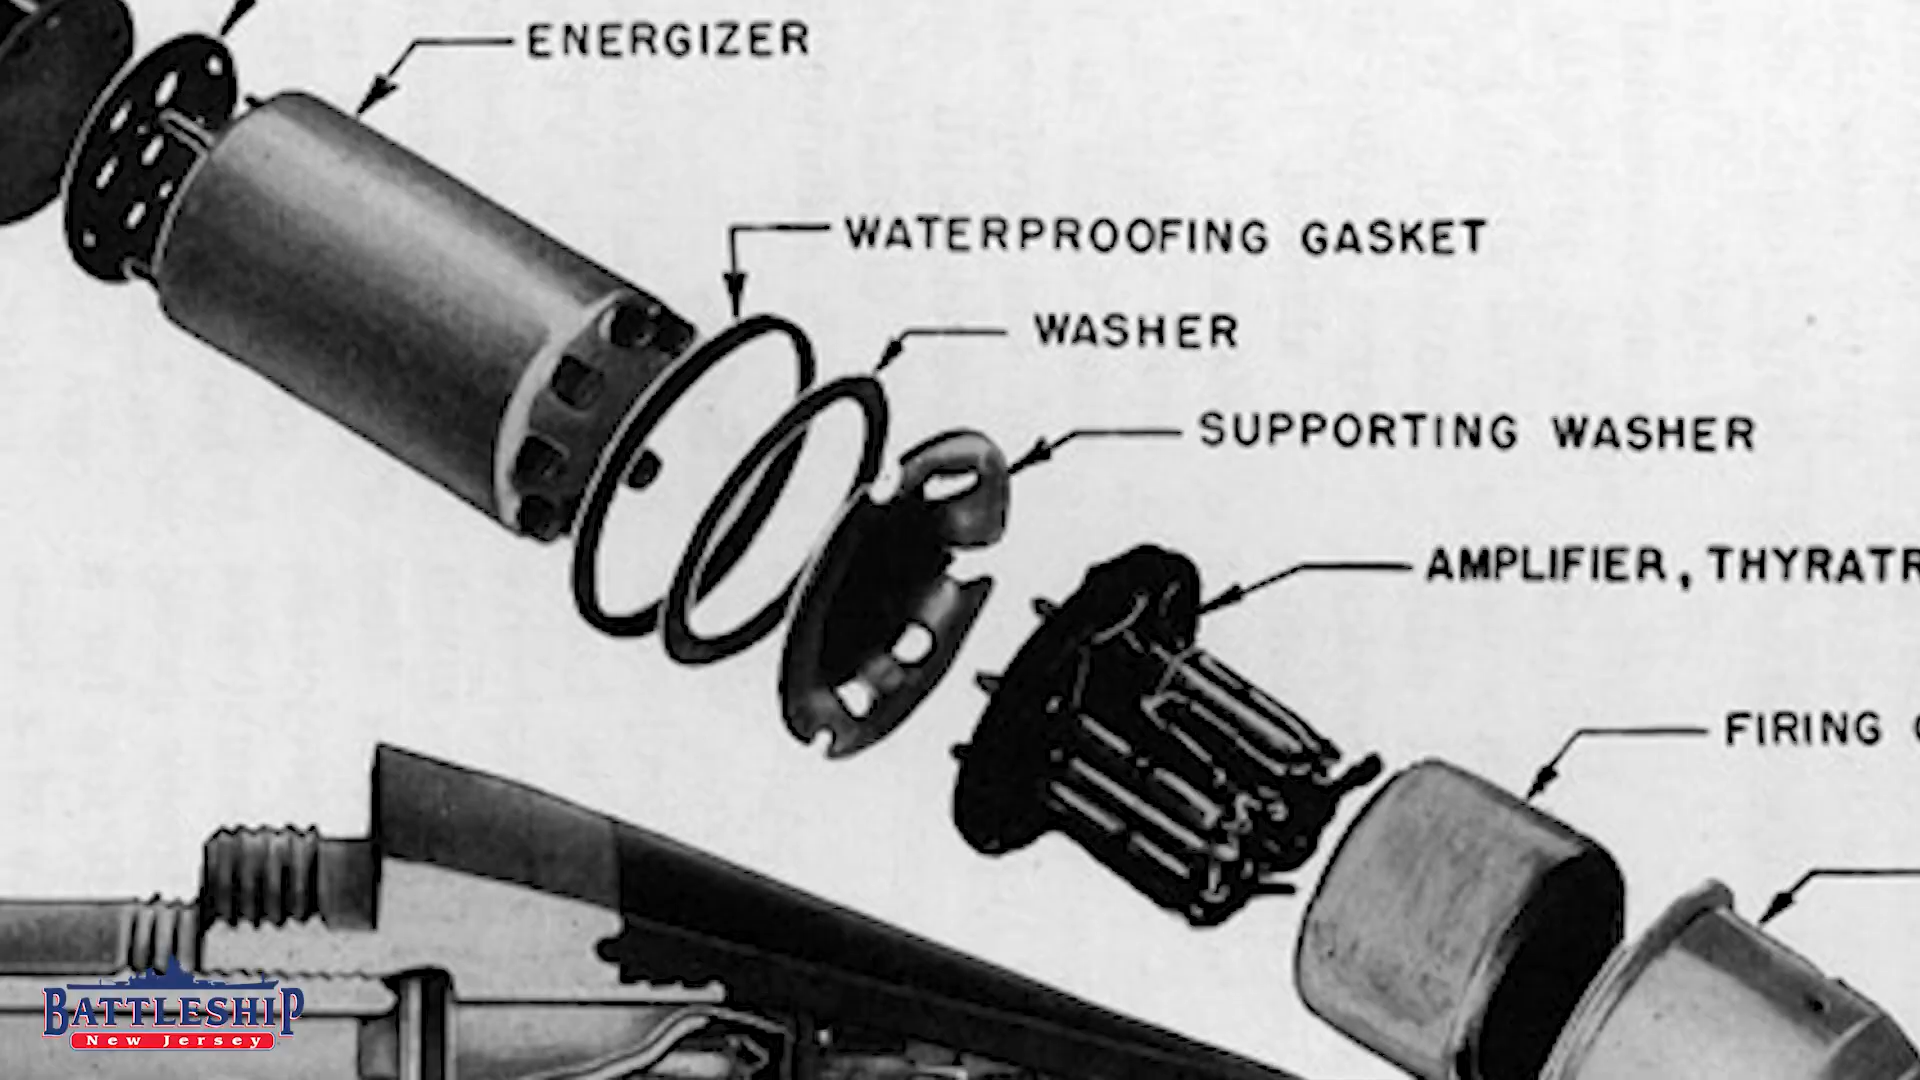 ENERGIZER
WATERPROOFING GASKET
WASHER
SUPPORTING WASHER
AMPLIFIER, THYRATR
FIRING
BATTLESHIP
New Jersey